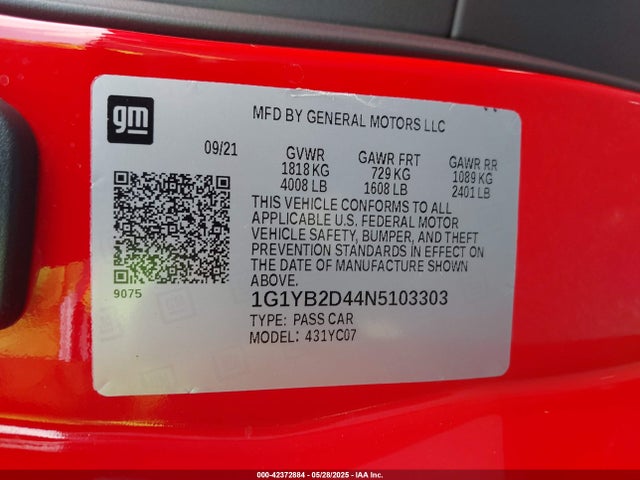 gm
MFD BY GENERAL MOTORS LLC
09/21 GVWR GAWR FRT GAWR RR
1818 KG 729 KG 1089 KG
4008 LB 1608 LB 2401 LB
THIS VEHICLE CONFORMS TO ALL
APPLICABLE U.S. FEDERAL MOTOR
VEHICLE SAFETY, BUMPER, AND THEFT
PREVENTION STANDARDS IN EFFECT ON
THE DATE OF MANUFACTURE SHOWN
ABOVE.
9075
1G1YB2D44N5103303
TYPE: PASS CAR
MODEL: 431YC07
000-42372884 - 05/28/2025 - IAA Inc.